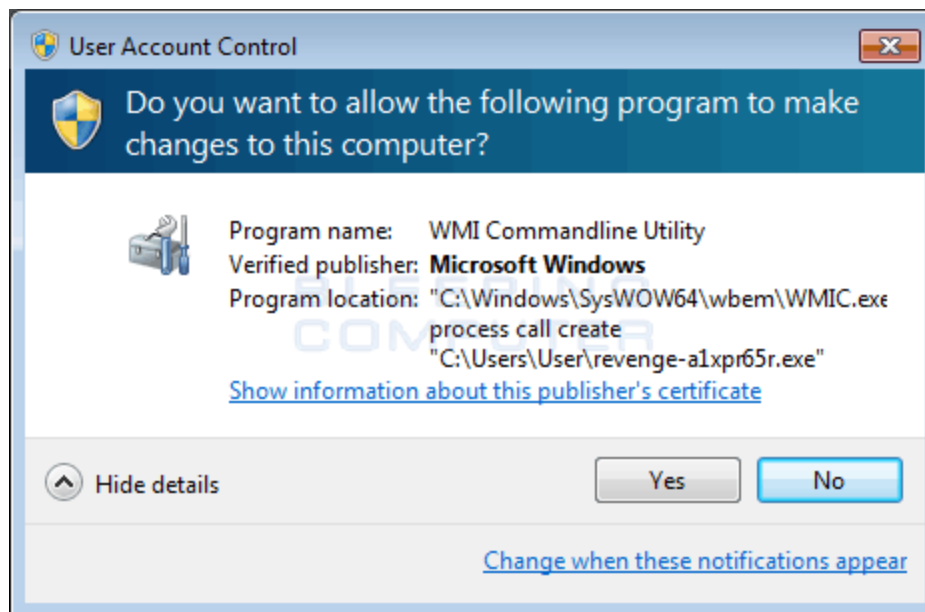 User Account Control
Do you want to allow the following program to make
changes to this computer?
Program name: WMI Commandline Utility
Verified publisher: Microsoft Windows
Program location: "C:\Windows\SysWOW64\wbem\WMIC.exe
process call create
"C:\Users\User\revenge-a1xpr65r.exe"
Show information about this publisher's certificate
BLEEPING
COMPUTER
Hide details
Yes
No
Change when these notifications appear